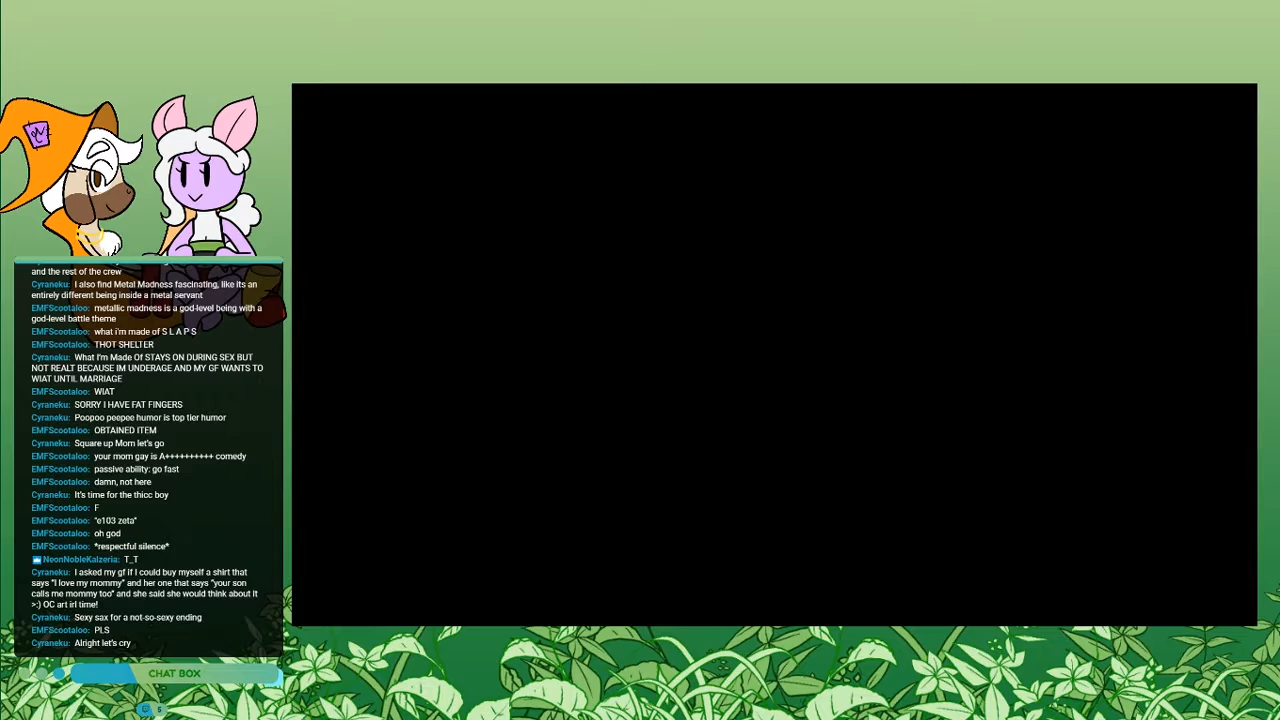 and the rest of the crew
Cyraneku: I also find Metal Madness fascinating, like its an
entirely different being inside a metal servant
EMFScootaloo: metallic madness is a god-level being with a
god-level battle theme
EMFScootaloo: what i'm made of S L A P S
EMFScootaloo: THOT SHELTER
Cyraneku: What I'm Made Of STAYS ON DURING SEX BUT
NOT REALT BECAUSE IM UNDERAGE AND MY GF WANTS TO
WIAT UNTIL MARRIAGE
EMFScootaloo: WIAT
Cyraneku: SORRY I HAVE FAT FINGERS
Cyraneku: Poopoo peepee humor is top tier humor
EMFScootaloo: OBTAINED ITEM
Cyraneku: Square up Mom let's go
EMFScootaloo: your mom gay is A++++++++++ comedy
EMFScootaloo: passive ability: go fast
EMFScootaloo: damn, not here
Cyraneku: It's time for the thicc boy
EMFScootaloo: F
EMFScootaloo: "e103 zeta"
EMFScootaloo: oh god
EMFScootaloo: *respectful silence*
NeonNobleKalzeria: T_T
Cyraneku: I asked my gf if I could buy myself a shirt that
says "I love my mommy" and her one that says "your son
calls me mommy too" and she said she would think about it
>:) OC art irl time!
Cyraneku: Sexy sax for a not-so-sexy ending
EMFScootaloo: PLS
Cyraneku: Alright let's cry
CHAT BOX
5